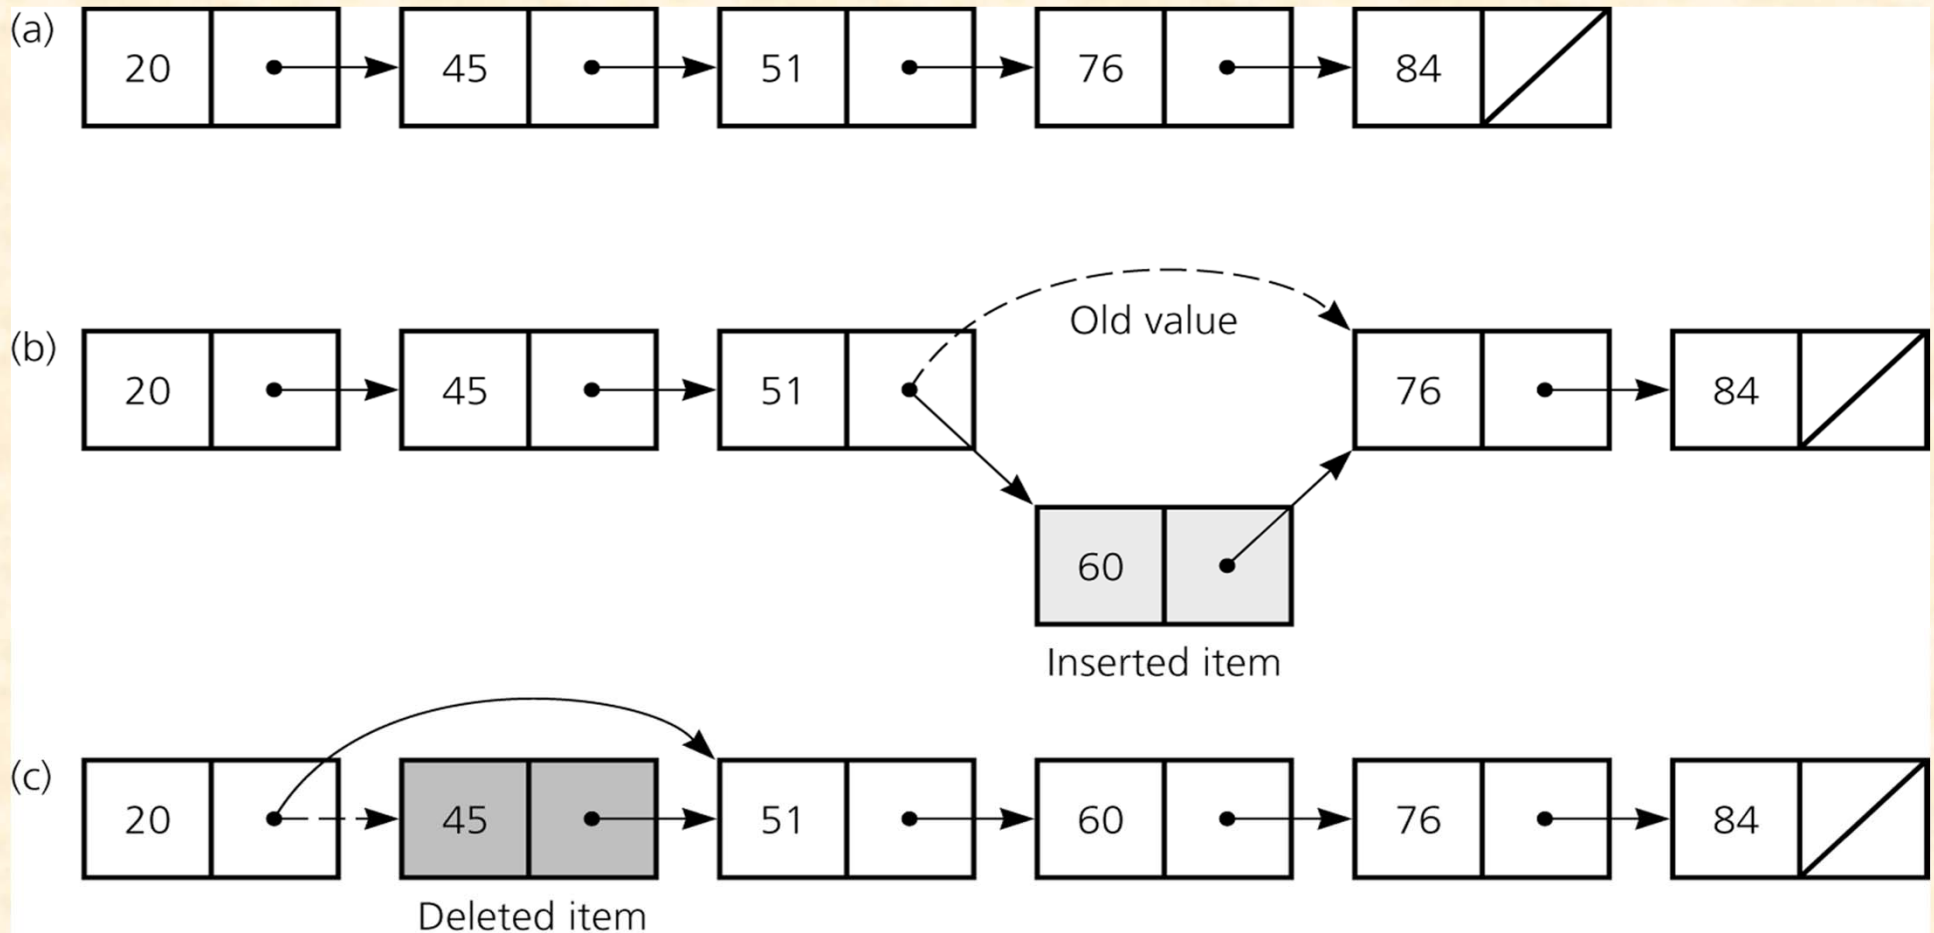 (a) 20 45 51 76 84
Old value
(b) 20 45 51 76 84
60
Inserted item
(c) 20 45 51 60 76 84
Deleted item